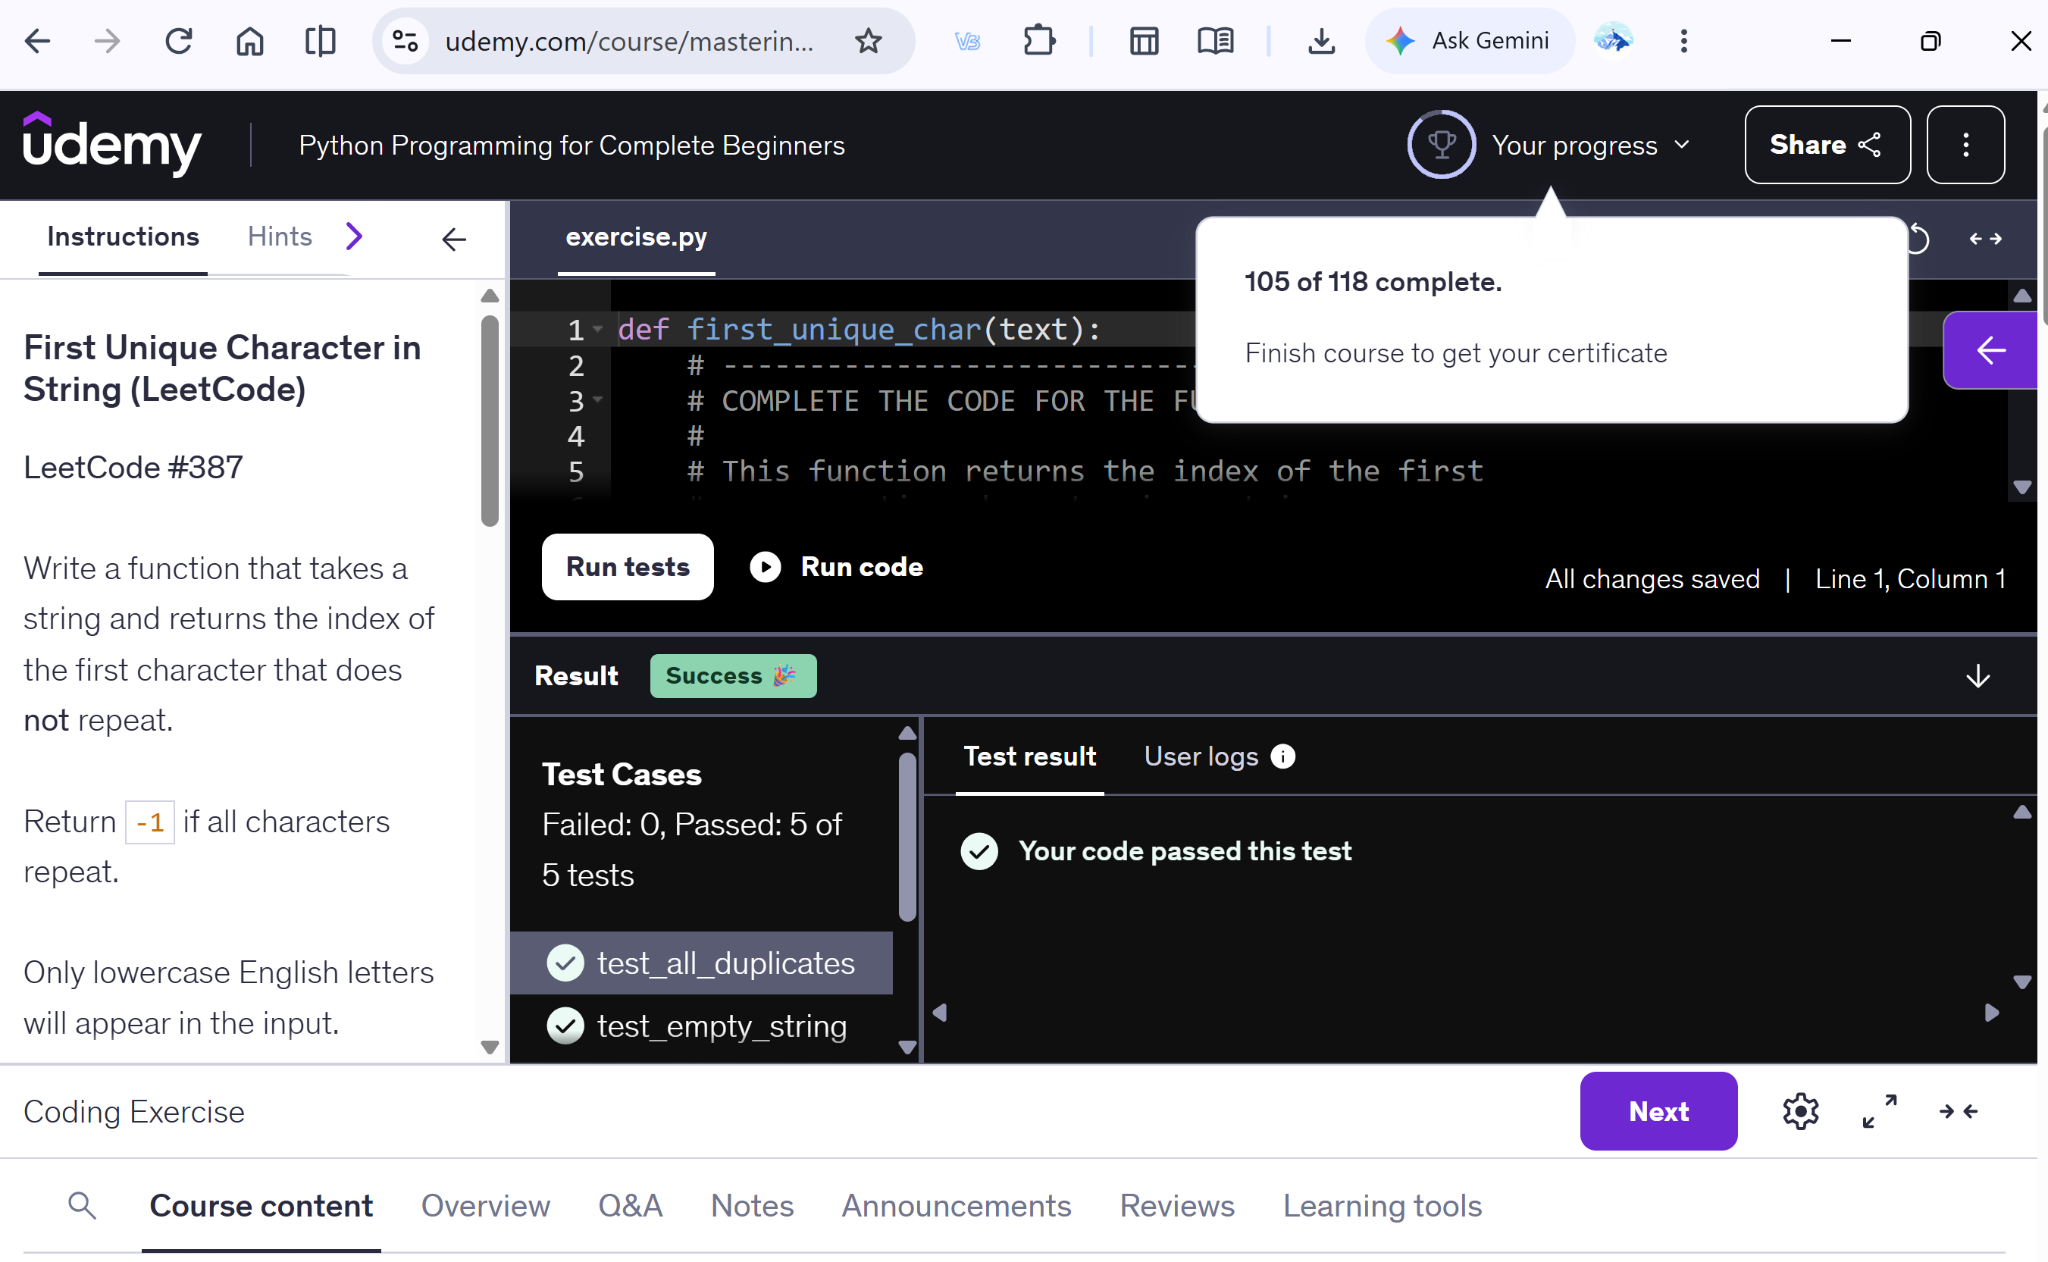 udemy.com/course/masterin...
VB
Ask Gemini
udemy
Python Programming for Complete Beginners
Your progress
Share
105 of 118 complete.
Finish course to get your certificate
Instructions
Hints
First Unique Character in
String (LeetCode)
LeetCode #387
Write a function that takes a
string and returns the index of
the first character that does
not repeat.
Return -1 if all characters
repeat.
Only lowercase English letters
will appear in the input.
exercise.py
1 def first_unique_char(text):
2 # ----------------------------
3 # COMPLETE THE CODE FOR THE
4 #
5 # This function returns the index of the first
Run tests
Run code
All changes saved | Line 1, Column 1
Result
Success 🎉
Test Cases
Failed: 0, Passed: 5 of
5 tests
test_all_duplicates
test_empty_string
Test result
User logs
Your code passed this test
Coding Exercise
Next
Course content
Overview
Q&A
Notes
Announcements
Reviews
Learning tools